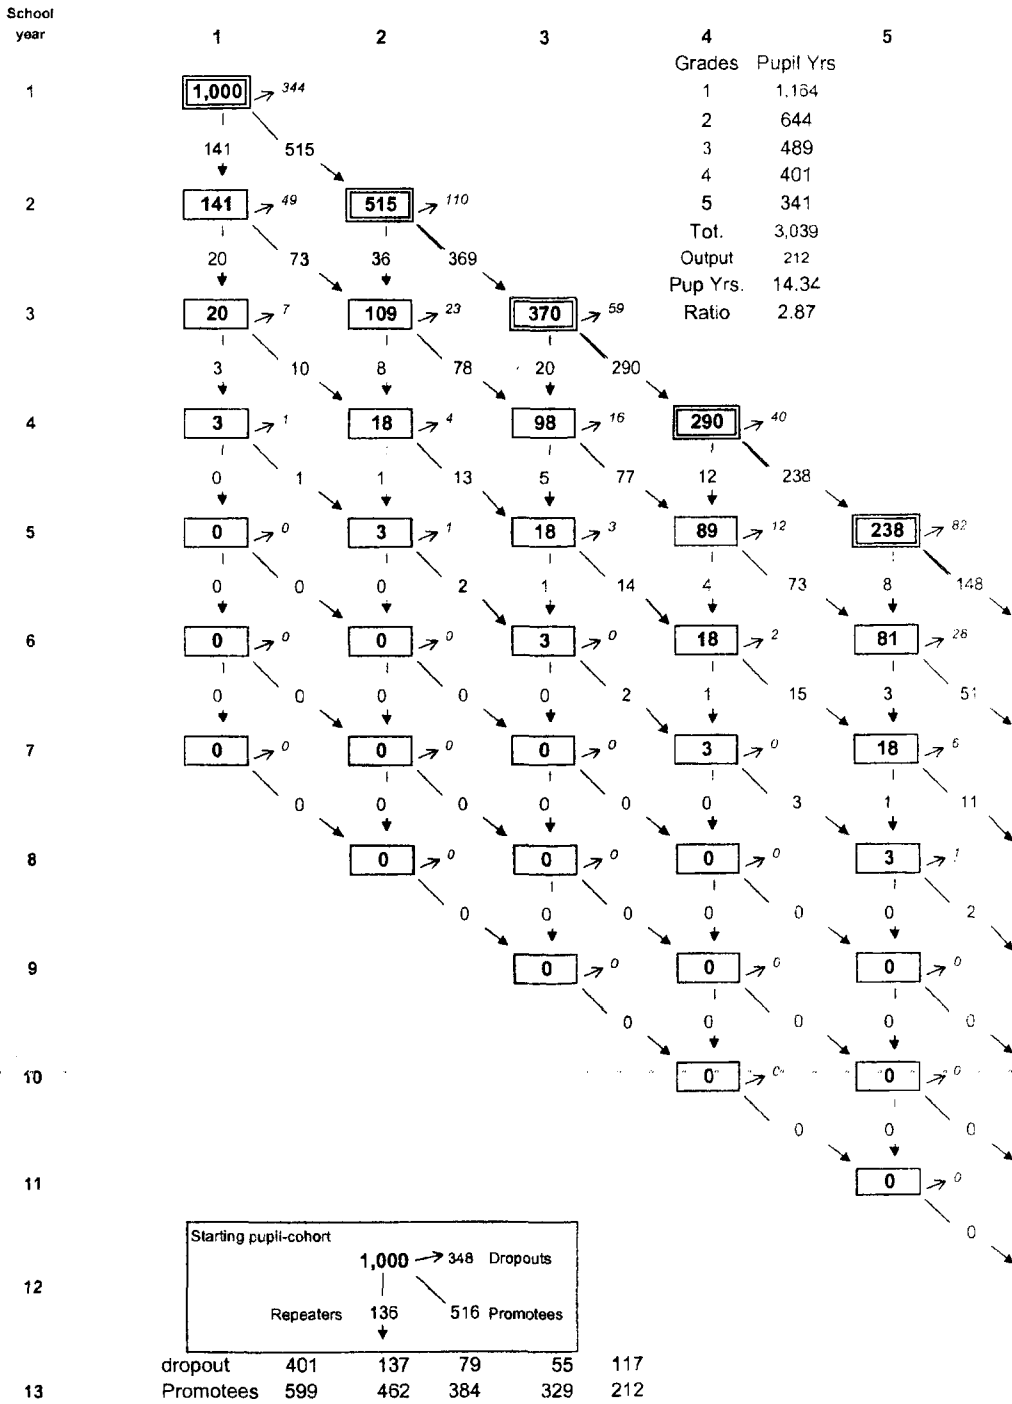 School
year
1 2 3 4 5
Grades Pupil Yrs
1 1,000 344 1 1,164
2 644
141 515 3 489
4 401
2 141 49 515 110 5 341
Tot. 3,039
20 73 36 369 Output 212
Pup Yrs. 14.34
3 20 7 109 23 370 59 Ratio 2.87
3 10 8 78 20 290
4 3 1 18 4 98 16 290 40
0 1 1 13 5 77 12 238
5 0 0 3 1 18 3 89 12 238 82
0 0 0 2 1 14 4 73 8 148
6 0 0 0 0 3 0 18 2 81 28
0 0 0 0 0 2 1 15 3 51
7 0 0 0 0 0 0 3 0 18 6
0 0 0 0 0 0 3 1 11
8 0 0 0 0 0 0 3 1
0 0 0 0 0 0 2
9 0 0 0 0 0 0
0 0 0 0 0
10 0 0 0 0
0 0 0
11 0 0
0
Starting pupil-cohort
1,000 348 Dropouts
12
Repeaters 136 516 Promotees
dropout 401 137 79 55 117
13 Promotees 599 462 384 329 212